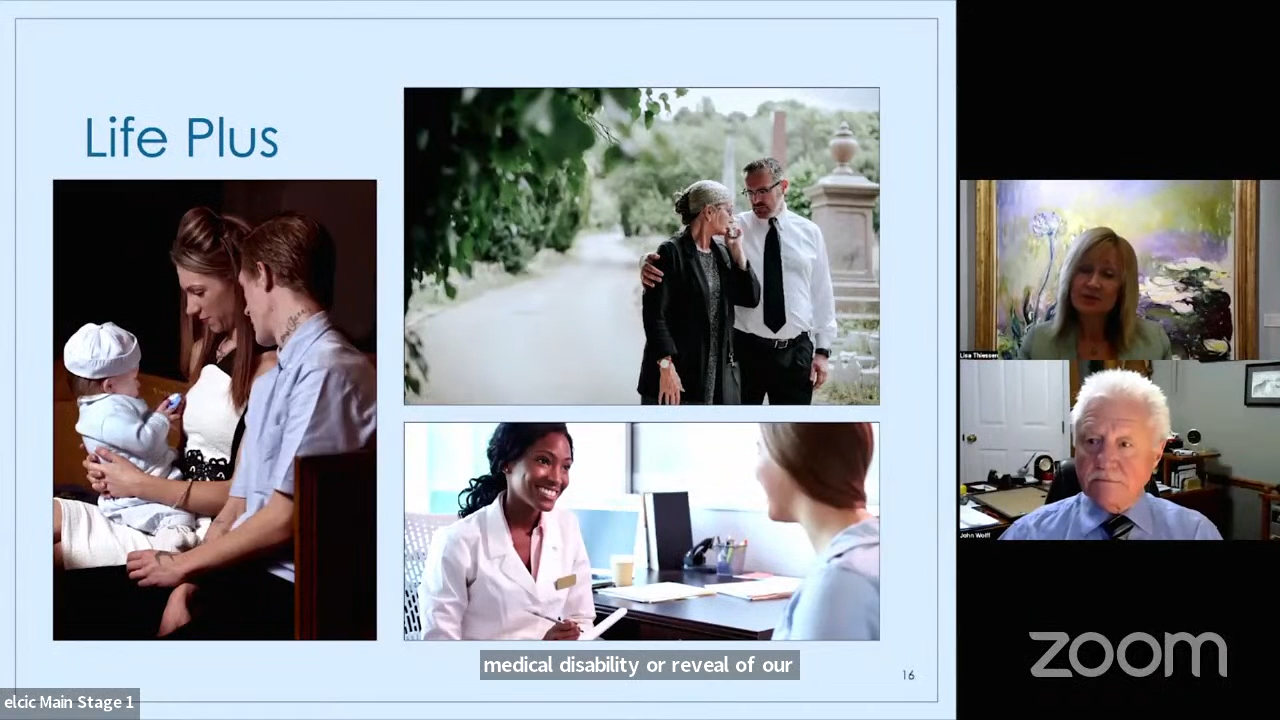 Life Plus
Lisa Thiessen
John Wolff
medical disability or reveal of our
16
zoom
elcic Main Stage 1